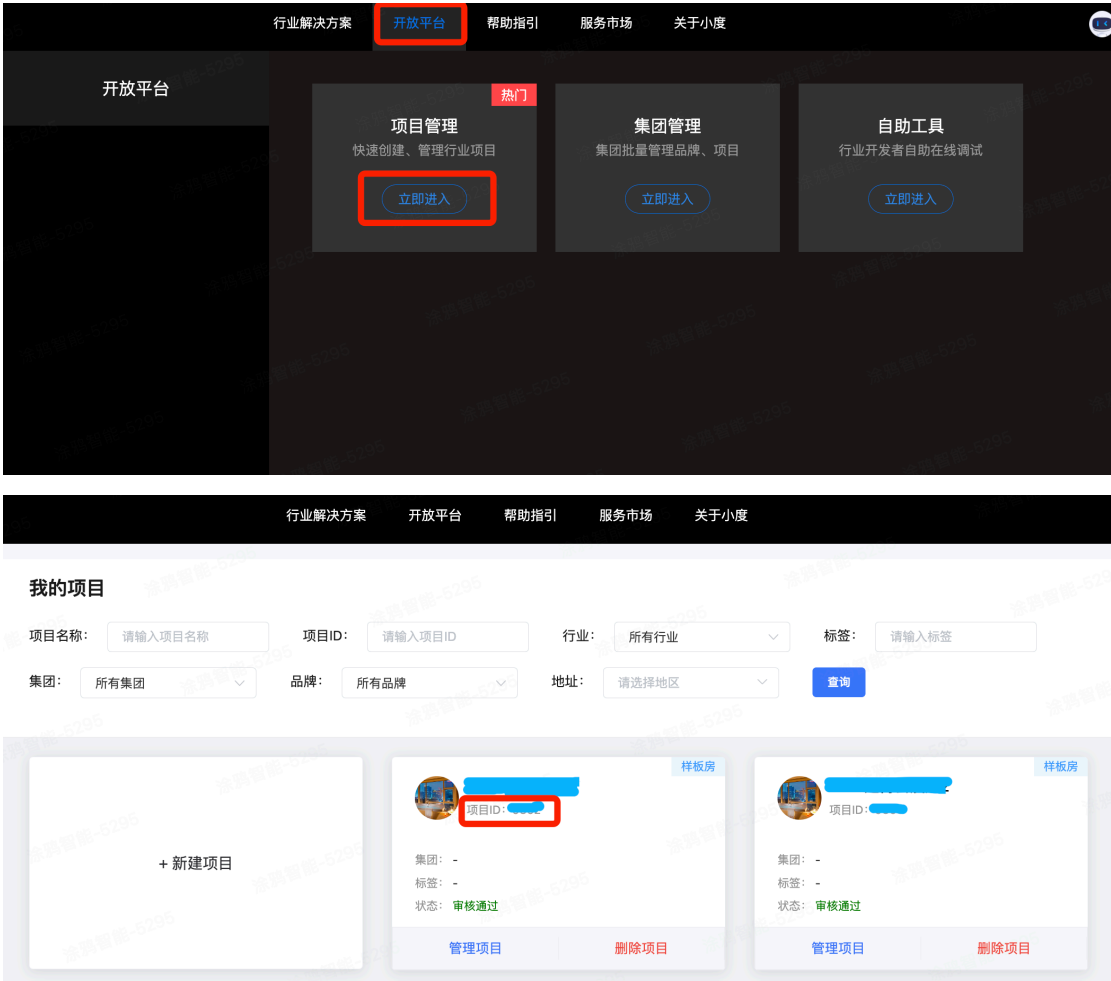 行业解决方案 开放平台 帮助指引 服务市场 关于小度
开放平台
热门
项目管理 集团管理 自助工具
快速创建、管理行业项目 集团批量管理品牌、项目 行业开发者自助在线调试
立即进入 立即进入 立即进入
行业解决方案 开放平台 帮助指引 服务市场 关于小度
我的项目
项目名称: 请输入项目名称 项目ID: 请输入项目ID 行业: 所有行业 标签: 请输入标签
集团: 所有集团 品牌: 所有品牌 地址: 请选择地区 查询
样板房 样板房
项目ID: 项目ID:
+ 新建项目
集团: - 集团: -
标签: - 标签: -
状态: 审核通过 状态: 审核通过
管理项目 删除项目 管理项目 删除项目
涂鸦智能-5295